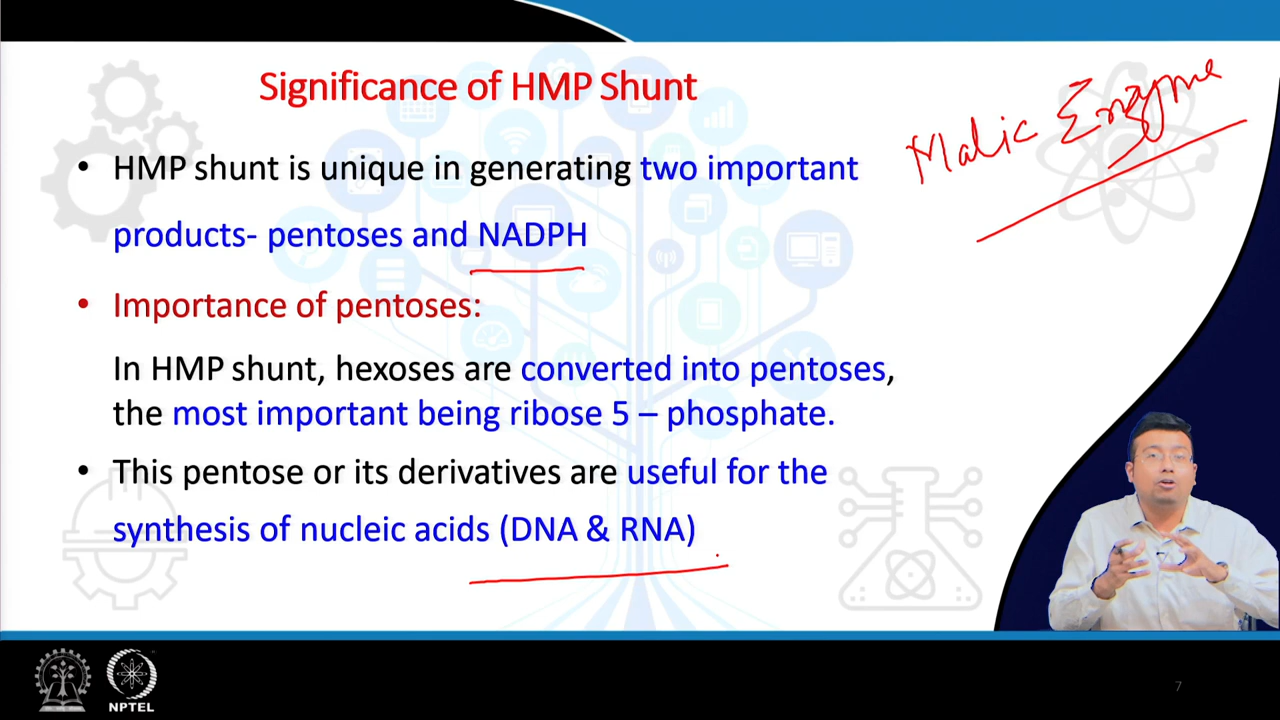 Significance of HMP Shunt
Malic Enzyme
• HMP shunt is unique in generating two important
products- pentoses and NADPH
• Importance of pentoses:
In HMP shunt, hexoses are converted into pentoses,
the most important being ribose 5 – phosphate.
• This pentose or its derivatives are useful for the
synthesis of nucleic acids (DNA & RNA)
NPTEL
7